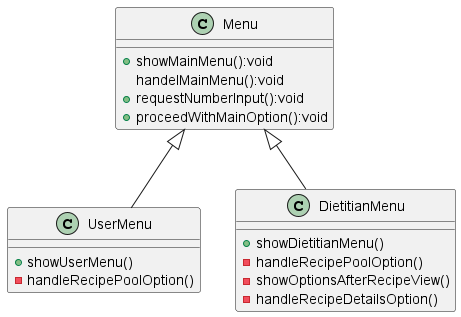 C Menu
showMainMenu():void
handelMainMenu():void
requestNumberInput():void
proceedWithMainOption():void
C UserMenu
showUserMenu()
handleRecipePoolOption()
C DietitianMenu
showDietitianMenu()
handleRecipePoolOption()
showOptionsAfterRecipeView()
handleRecipeDetailsOption()